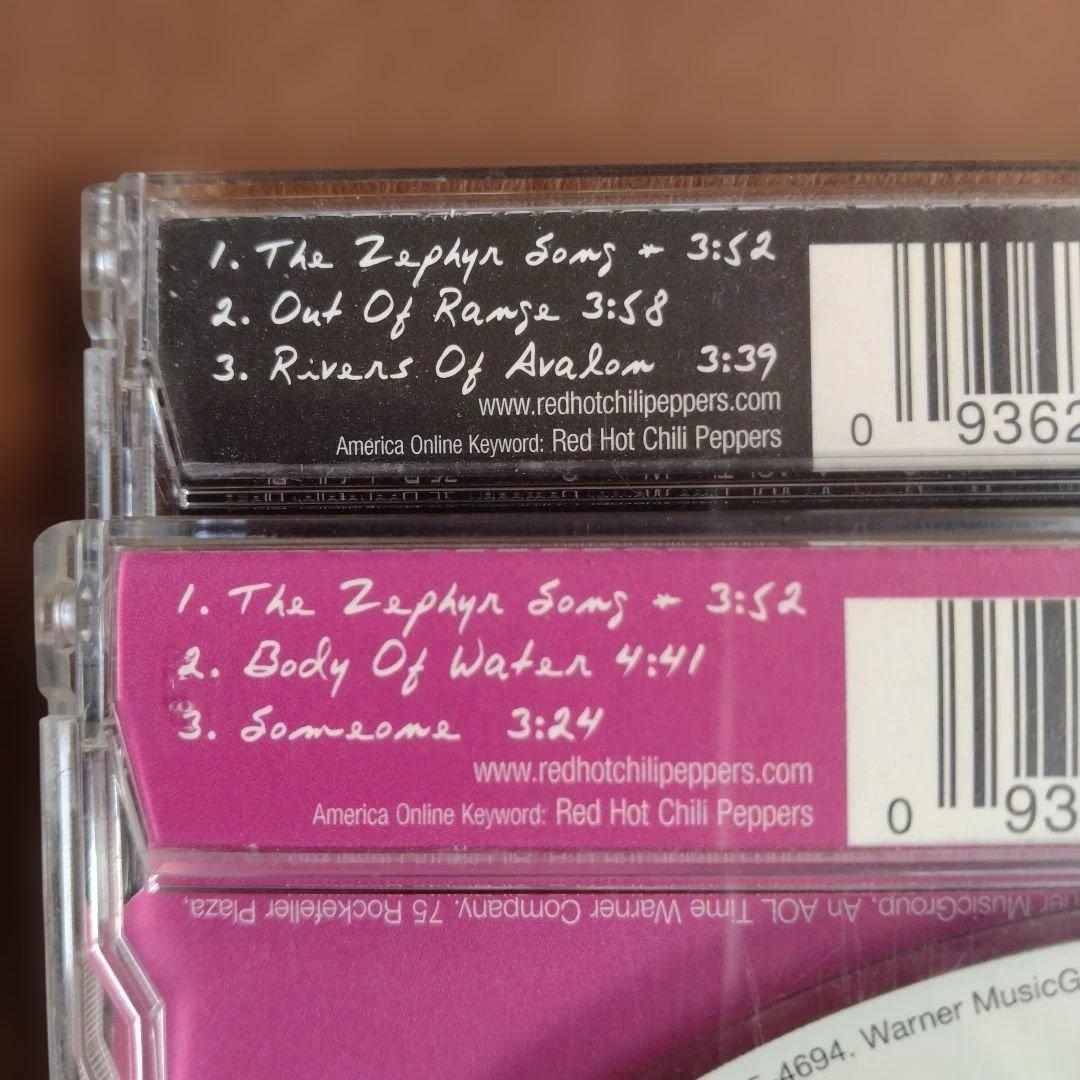 1. The Zephyr Song * 3:52
2. Out Of Range 3:58
3. Rivers Of Avalon 3:39
www.redhotchilipeppers.com
America Online Keyword: Red Hot Chili Peppers
0 9362
1. The Zephyr Song * 3:52
2. Body Of Water 4:41
3. Someone 3:24
www.redhotchilipeppers.com
America Online Keyword: Red Hot Chili Peppers
0 93
MusicGroup, An AOL Time Warner Company. 75 Rockefeller Plaza,
-4694. Warner MusicG